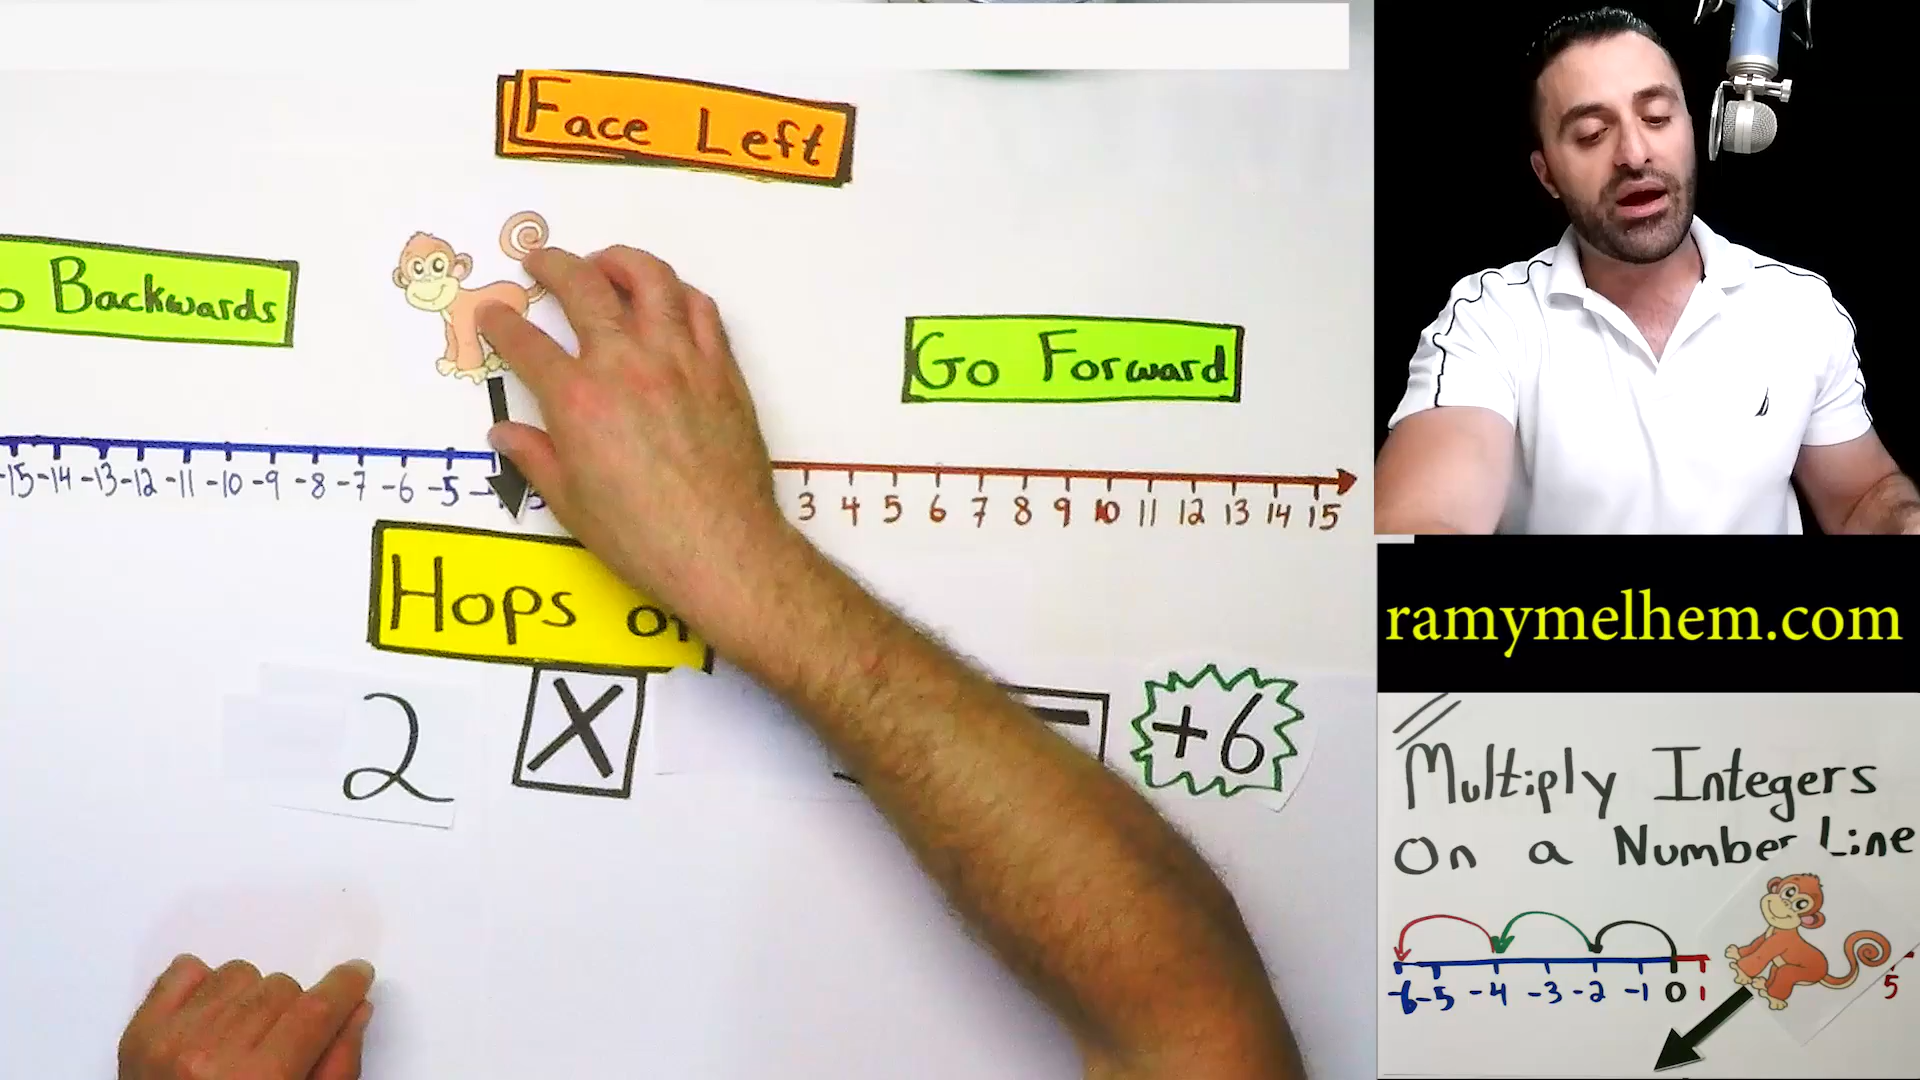 Face Left
o Backwards
Go Forward
-15 -14 -13 -12 -11 -10 -9 -8 -7 -6 -5
3 4 5 6 7 8 9 10 11 12 13 14 15
Hops
2 X
+6
ramymelhem.com
Multiply Integers
On a Number Line
-6 -5 -4 -3 -2 -1 0 1 5